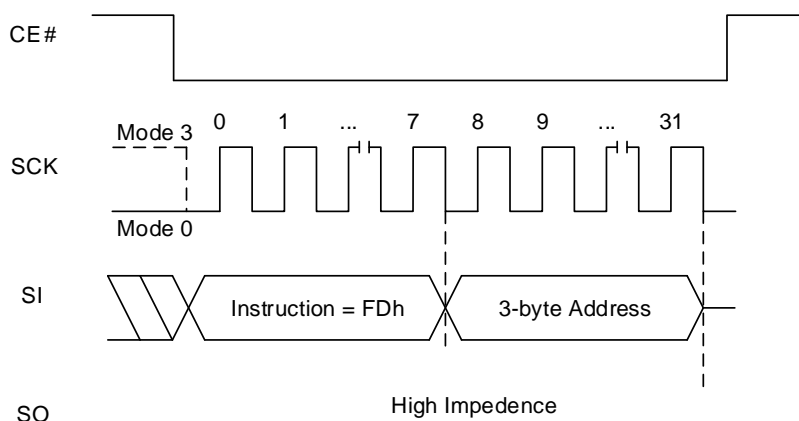 CE#
0 1 ... 7 8 9 ... 31
Mode 3
SCK
Mode 0
SI
Instruction = FDh
3-byte Address
High Impedence
SO